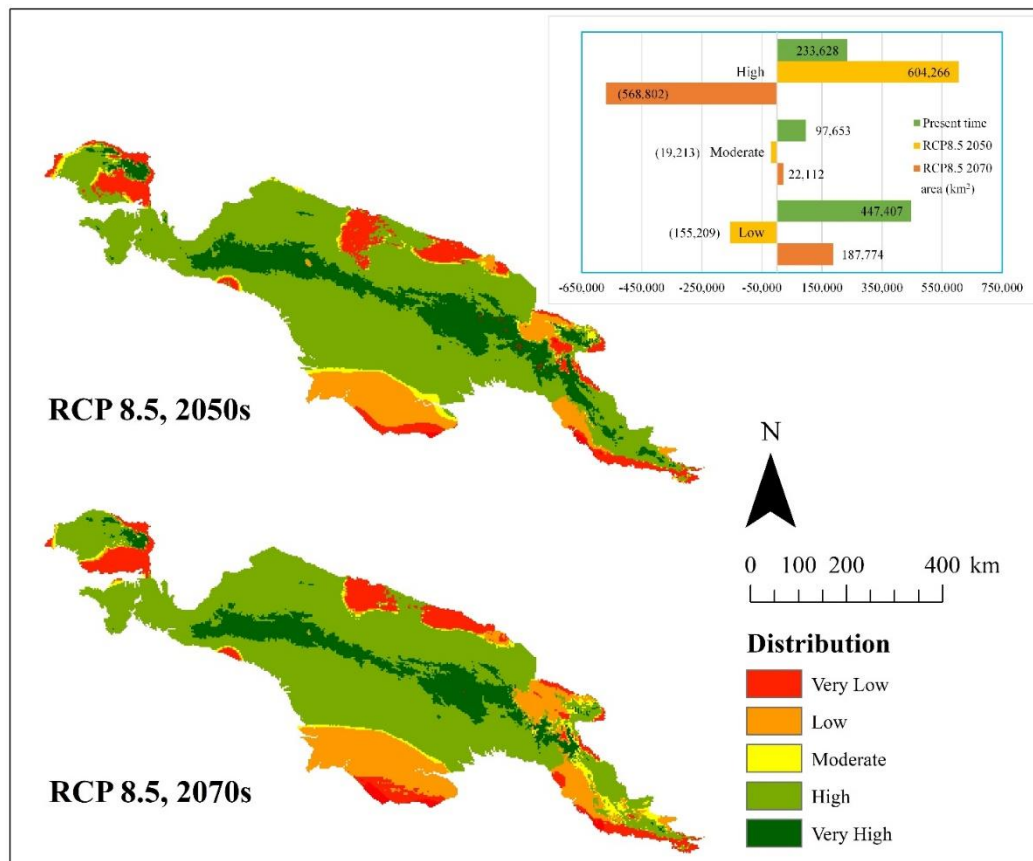 233,628
High
604,266
(568,802)
97,653
Present time
(19,213)
Moderate
RCP8.5 2050
22,112
RCP8.5 2070
area (km²)
447,407
(155,209)
Low
187,774
-650,000 -450,000 -250,000 -50,000 150,000 350,000 550,000 750,000
RCP 8.5, 2050s
N
0 100 200 400 km
RCP 8.5, 2070s
Distribution
Very Low
Low
Moderate
High
Very High